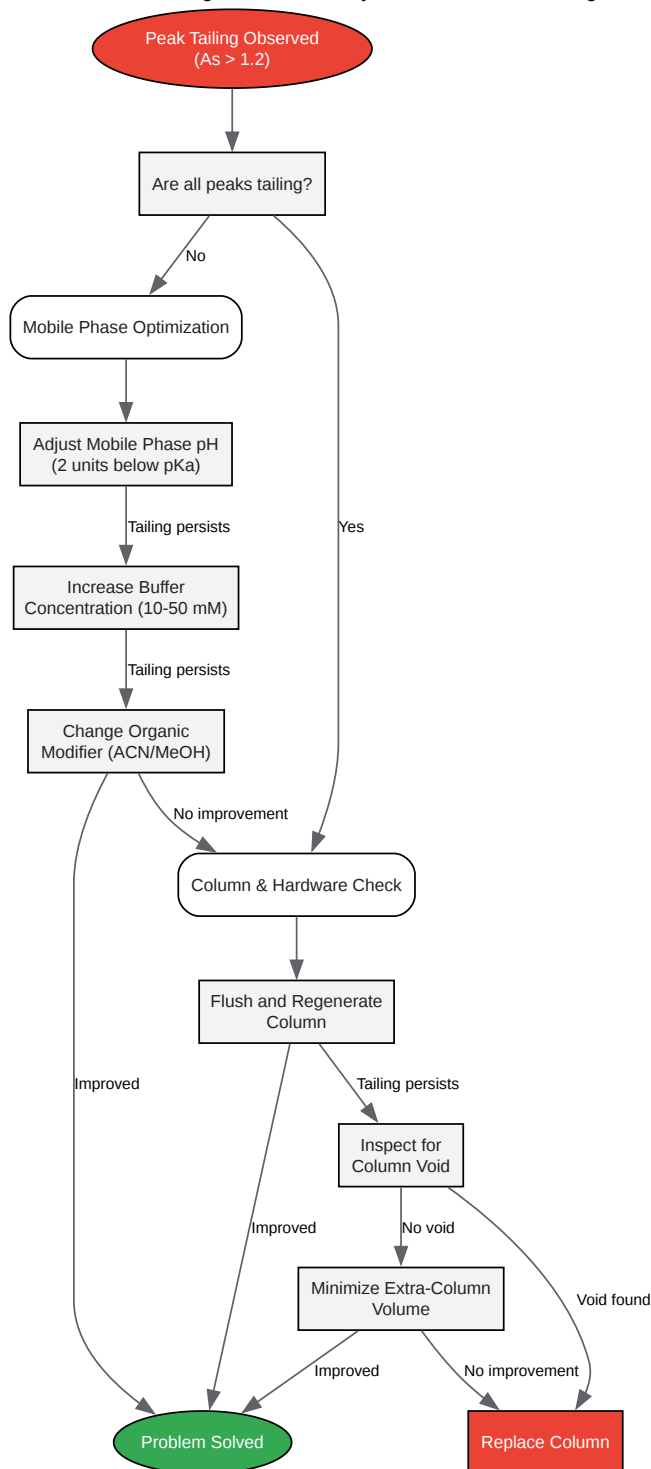 Peak Tailing Observed
(As > 1.2)
Are all peaks tailing?
No
Mobile Phase Optimization
Adjust Mobile Phase pH
(2 units below pKa)
Tailing persists
Yes
Increase Buffer
Concentration (10-50 mM)
Tailing persists
Change Organic
Modifier (ACN/MeOH)
No improvement
Column & Hardware Check
Flush and Regenerate
Column
Improved
Tailing persists
Inspect for
Column Void
Improved
No void
Minimize Extra-Column
Volume
Void found
Improved
No improvement
Problem Solved
Replace Column